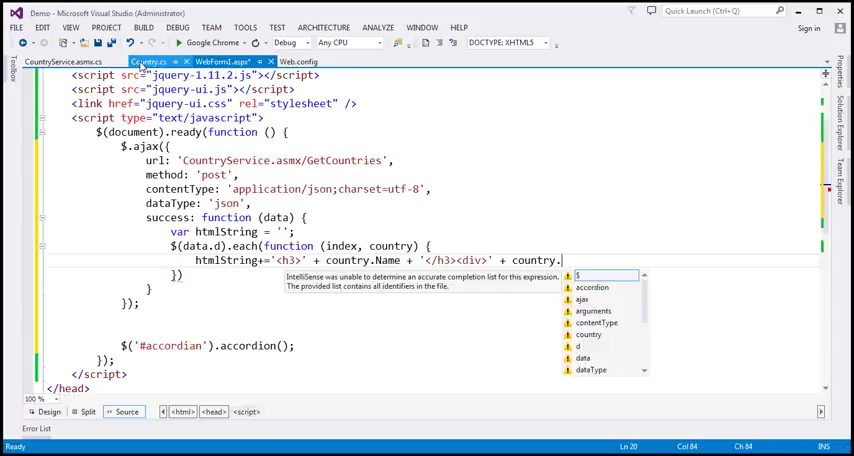 Demo - Microsoft Visual Studio (Administrator)
Quick Launch (Ctrl+Q)
FILE EDIT VIEW PROJECT BUILD DEBUG TEAM TOOLS TEST ARCHITECTURE ANALYZE WINDOW HELP
Sign in
Google Chrome Debug Any CPU DOCTYPE: XHTML5
CountryService.asmx.cs Country.cs WebForm1.aspx* Web.config
Toolbox
Properties
Solution Explorer
Team Explorer
<script src="jquery-1.11.2.js"></script>
<script src="jquery-ui.js"></script>
<link href="jquery-ui.css" rel="stylesheet" />
<script type="text/javascript">
$(document).ready(function () {
$.ajax({
url: 'CountryService.asmx/GetCountries',
method: 'post',
contentType: 'application/json;charset=utf-8',
dataType: 'json',
success: function (data) {
var htmlString = '';
$(data.d).each(function (index, country) {
htmlString+='<h3>' + country.Name + '</h3><div>' + country.
})
IntelliSense was unable to determine an accurate completion list for this expression.
The provided list contains all identifiers in the file.
$
accordion
ajax
arguments
contentType
country
d
data
dataType
}
});
$('#accordian').accordion();
});
</script>
</head>
100 %
Design Split Source <html> <head> <script>
Error List
Ready Ln 20 Col 84 Ch 84 INS